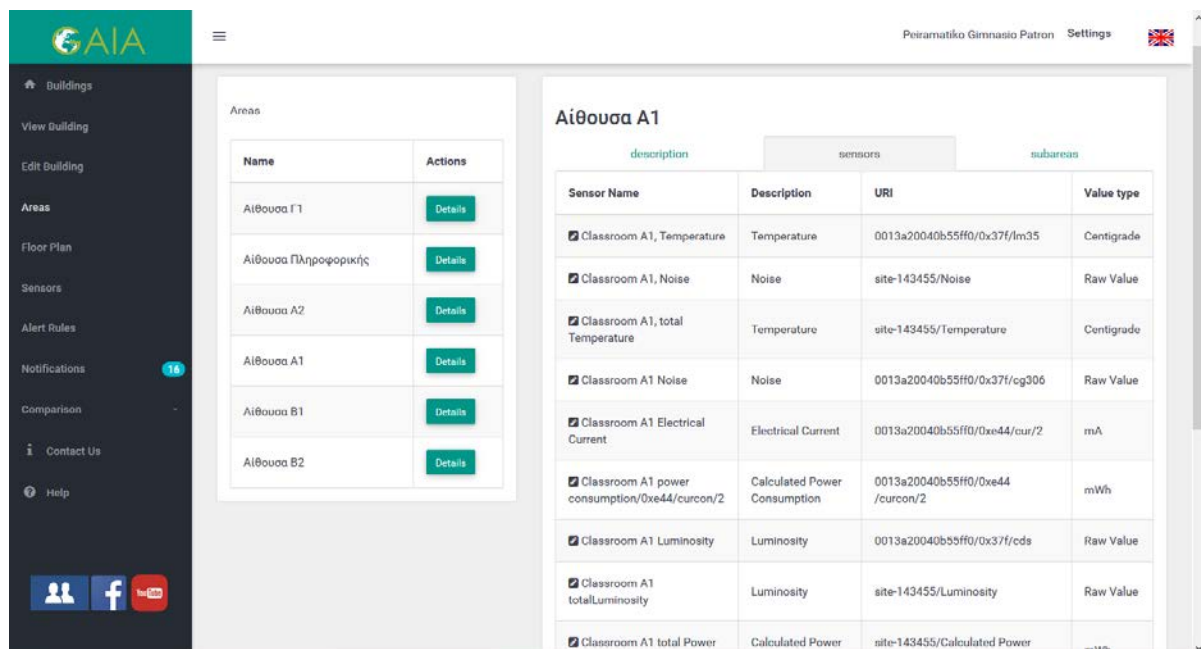 GAIA
Peiramatiko Gimnasio Patron Settings
Buildings
View Building
Edit Building
Areas
Floor Plan
Sensors
Alert Rules
Notifications 16
Comparison
Contact Us
Help
YouTube
Areas
Name Actions
Αίθουσα Γ1 Details
Αίθουσα Πληροφορικής Details
Αίθουσα Α2 Details
Αίθουσα Α1 Details
Αίθουσα Β1 Details
Αίθουσα Β2 Details
Αίθουσα Α1
description sensors subareas
Sensor Name Description URI Value type
Classroom A1, Temperature Temperature 0013a20040b55ff0/0x37f/lm35 Centigrade
Classroom A1, Noise Noise site-143455/Noise Raw Value
Classroom A1, total
Temperature Temperature site-143455/Temperature Centigrade
Classroom A1 Noise Noise 0013a20040b55ff0/0x37f/cg306 Raw Value
Classroom A1 Electrical
Current Electrical Current 0013a20040b55ff0/0xe44/cur/2 mA
Classroom A1 power Calculated Power 0013a20040b55ff0/0xe44
consumption/0xe44/curcon/2 Consumption /curcon/2 mWh
Classroom A1 Luminosity Luminosity 0013a20040b55ff0/0x37f/cds Raw Value
Classroom A1
totalLuminosity Luminosity site-143455/Luminosity Raw Value
Classroom A1 total Power Calculated Power site-143455/Calculated Power
mWh